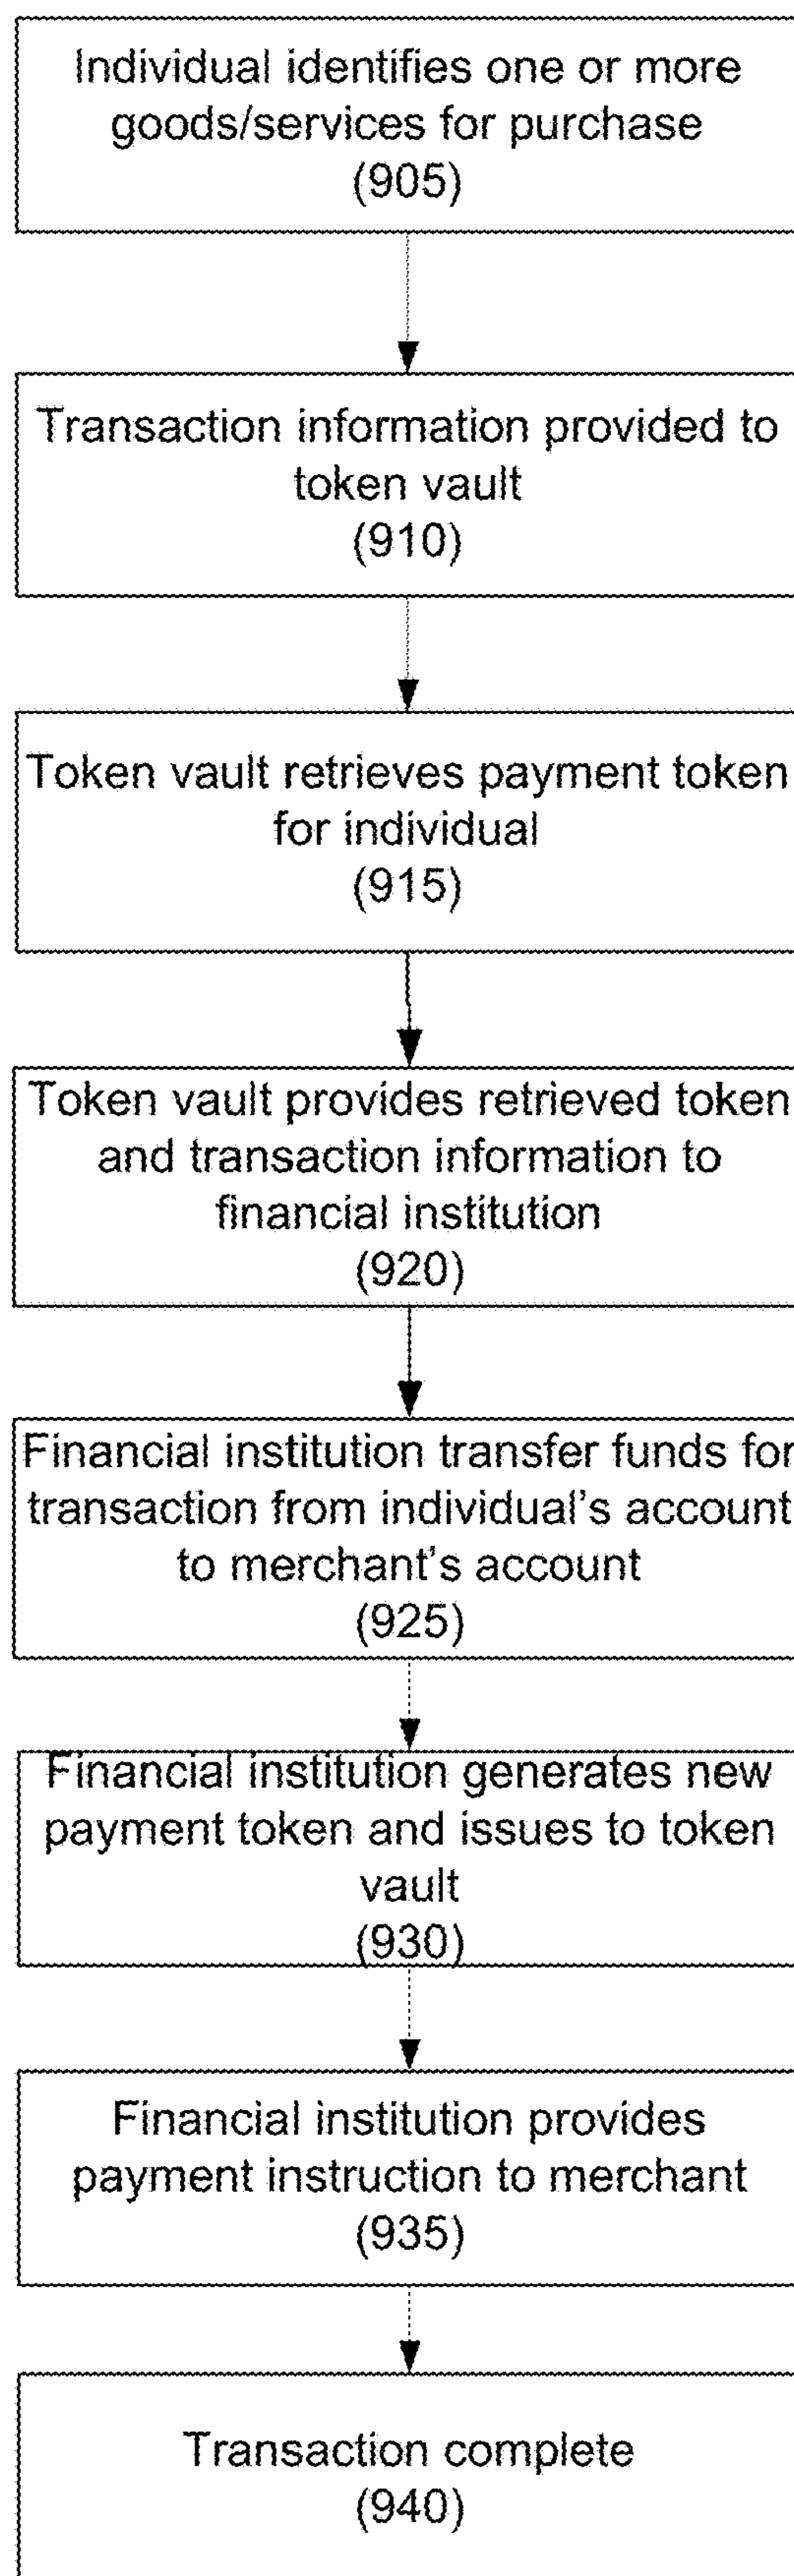 Individual identifies one or more
goods/services for purchase
(905)
Transaction information provided to
token vault
(910)
Token vault retrieves payment token
for individual
(915)
Token vault provides retrieved token
and transaction information to
financial institution
(920)
Financial institution transfer funds for
transaction from individual's account
to merchant's account
(925)
Financial institution generates new
payment token and issues to token
vault
(930)
Financial institution provides
payment instruction to merchant
(935)
Transaction complete
(940)